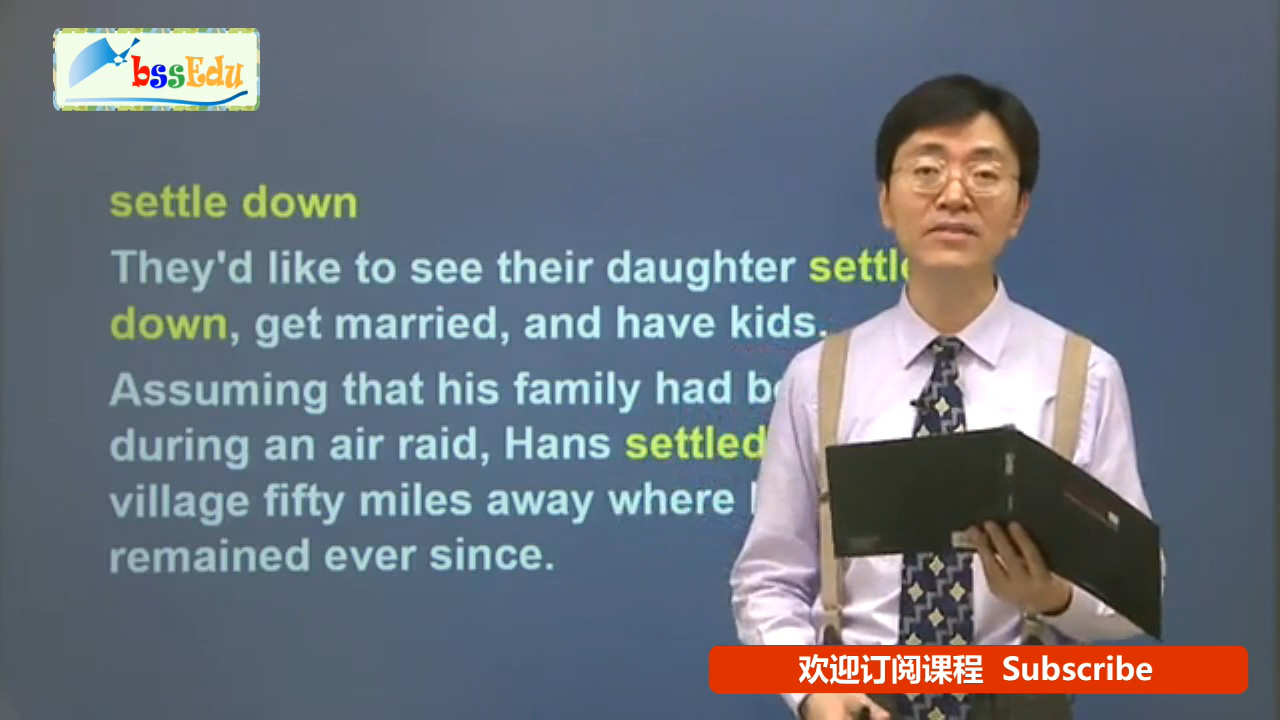 bssEdu
settle down
They'd like to see their daughter settle
down, get married, and have kids.
Assuming that his family had
during an air raid, Hans settled
village fifty miles away where
remained ever since.
欢迎订阅课程 Subscribe